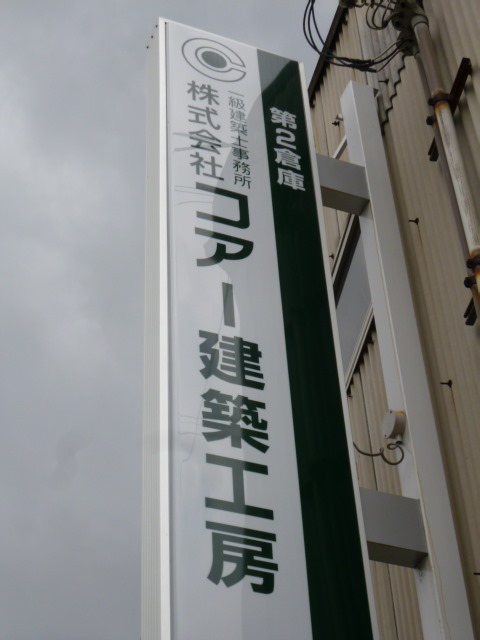 第2倉庫
一級建築士事務所
株式会社コアー建築工房